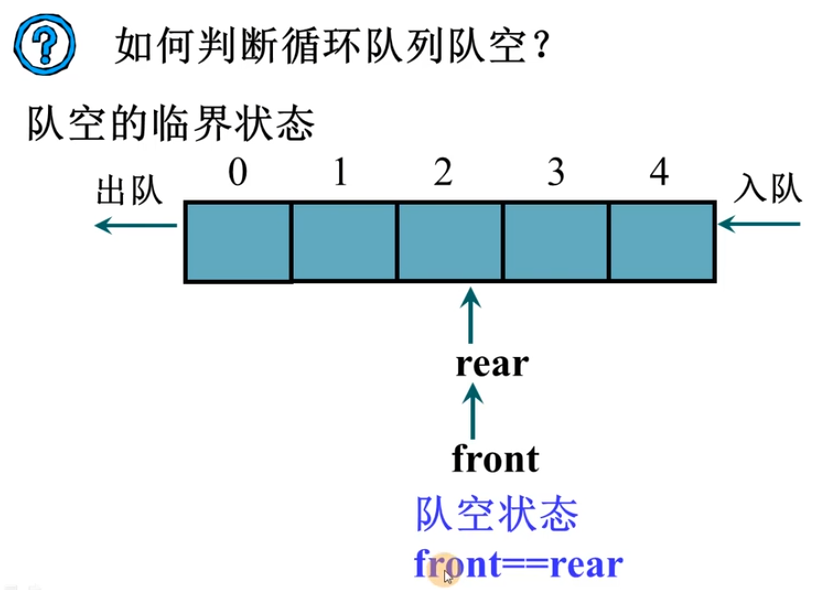 ?
如何判断循环队列队空?
队空的临界状态
出队 0 1 2 3 4 入队
rear
front
队空状态
front==rear